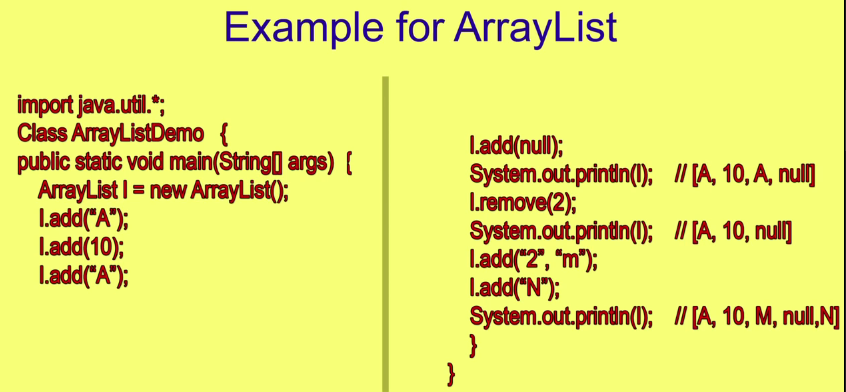 Example for ArrayList
import java.util.*;
Class ArrayListDemo {
public static void main(String[] args) {
ArrayList l = new ArrayList();
l.add(“A”);
l.add(10);
l.add(“A”);
l.add(null);
System.out.println(l); // [A, 10, A, null]
l.remove(2);
System.out.println(l); // [A, 10, null]
l.add(“2”, “m”);
l.add(“N”);
System.out.println(l); // [A, 10, M, null,N]
}
}